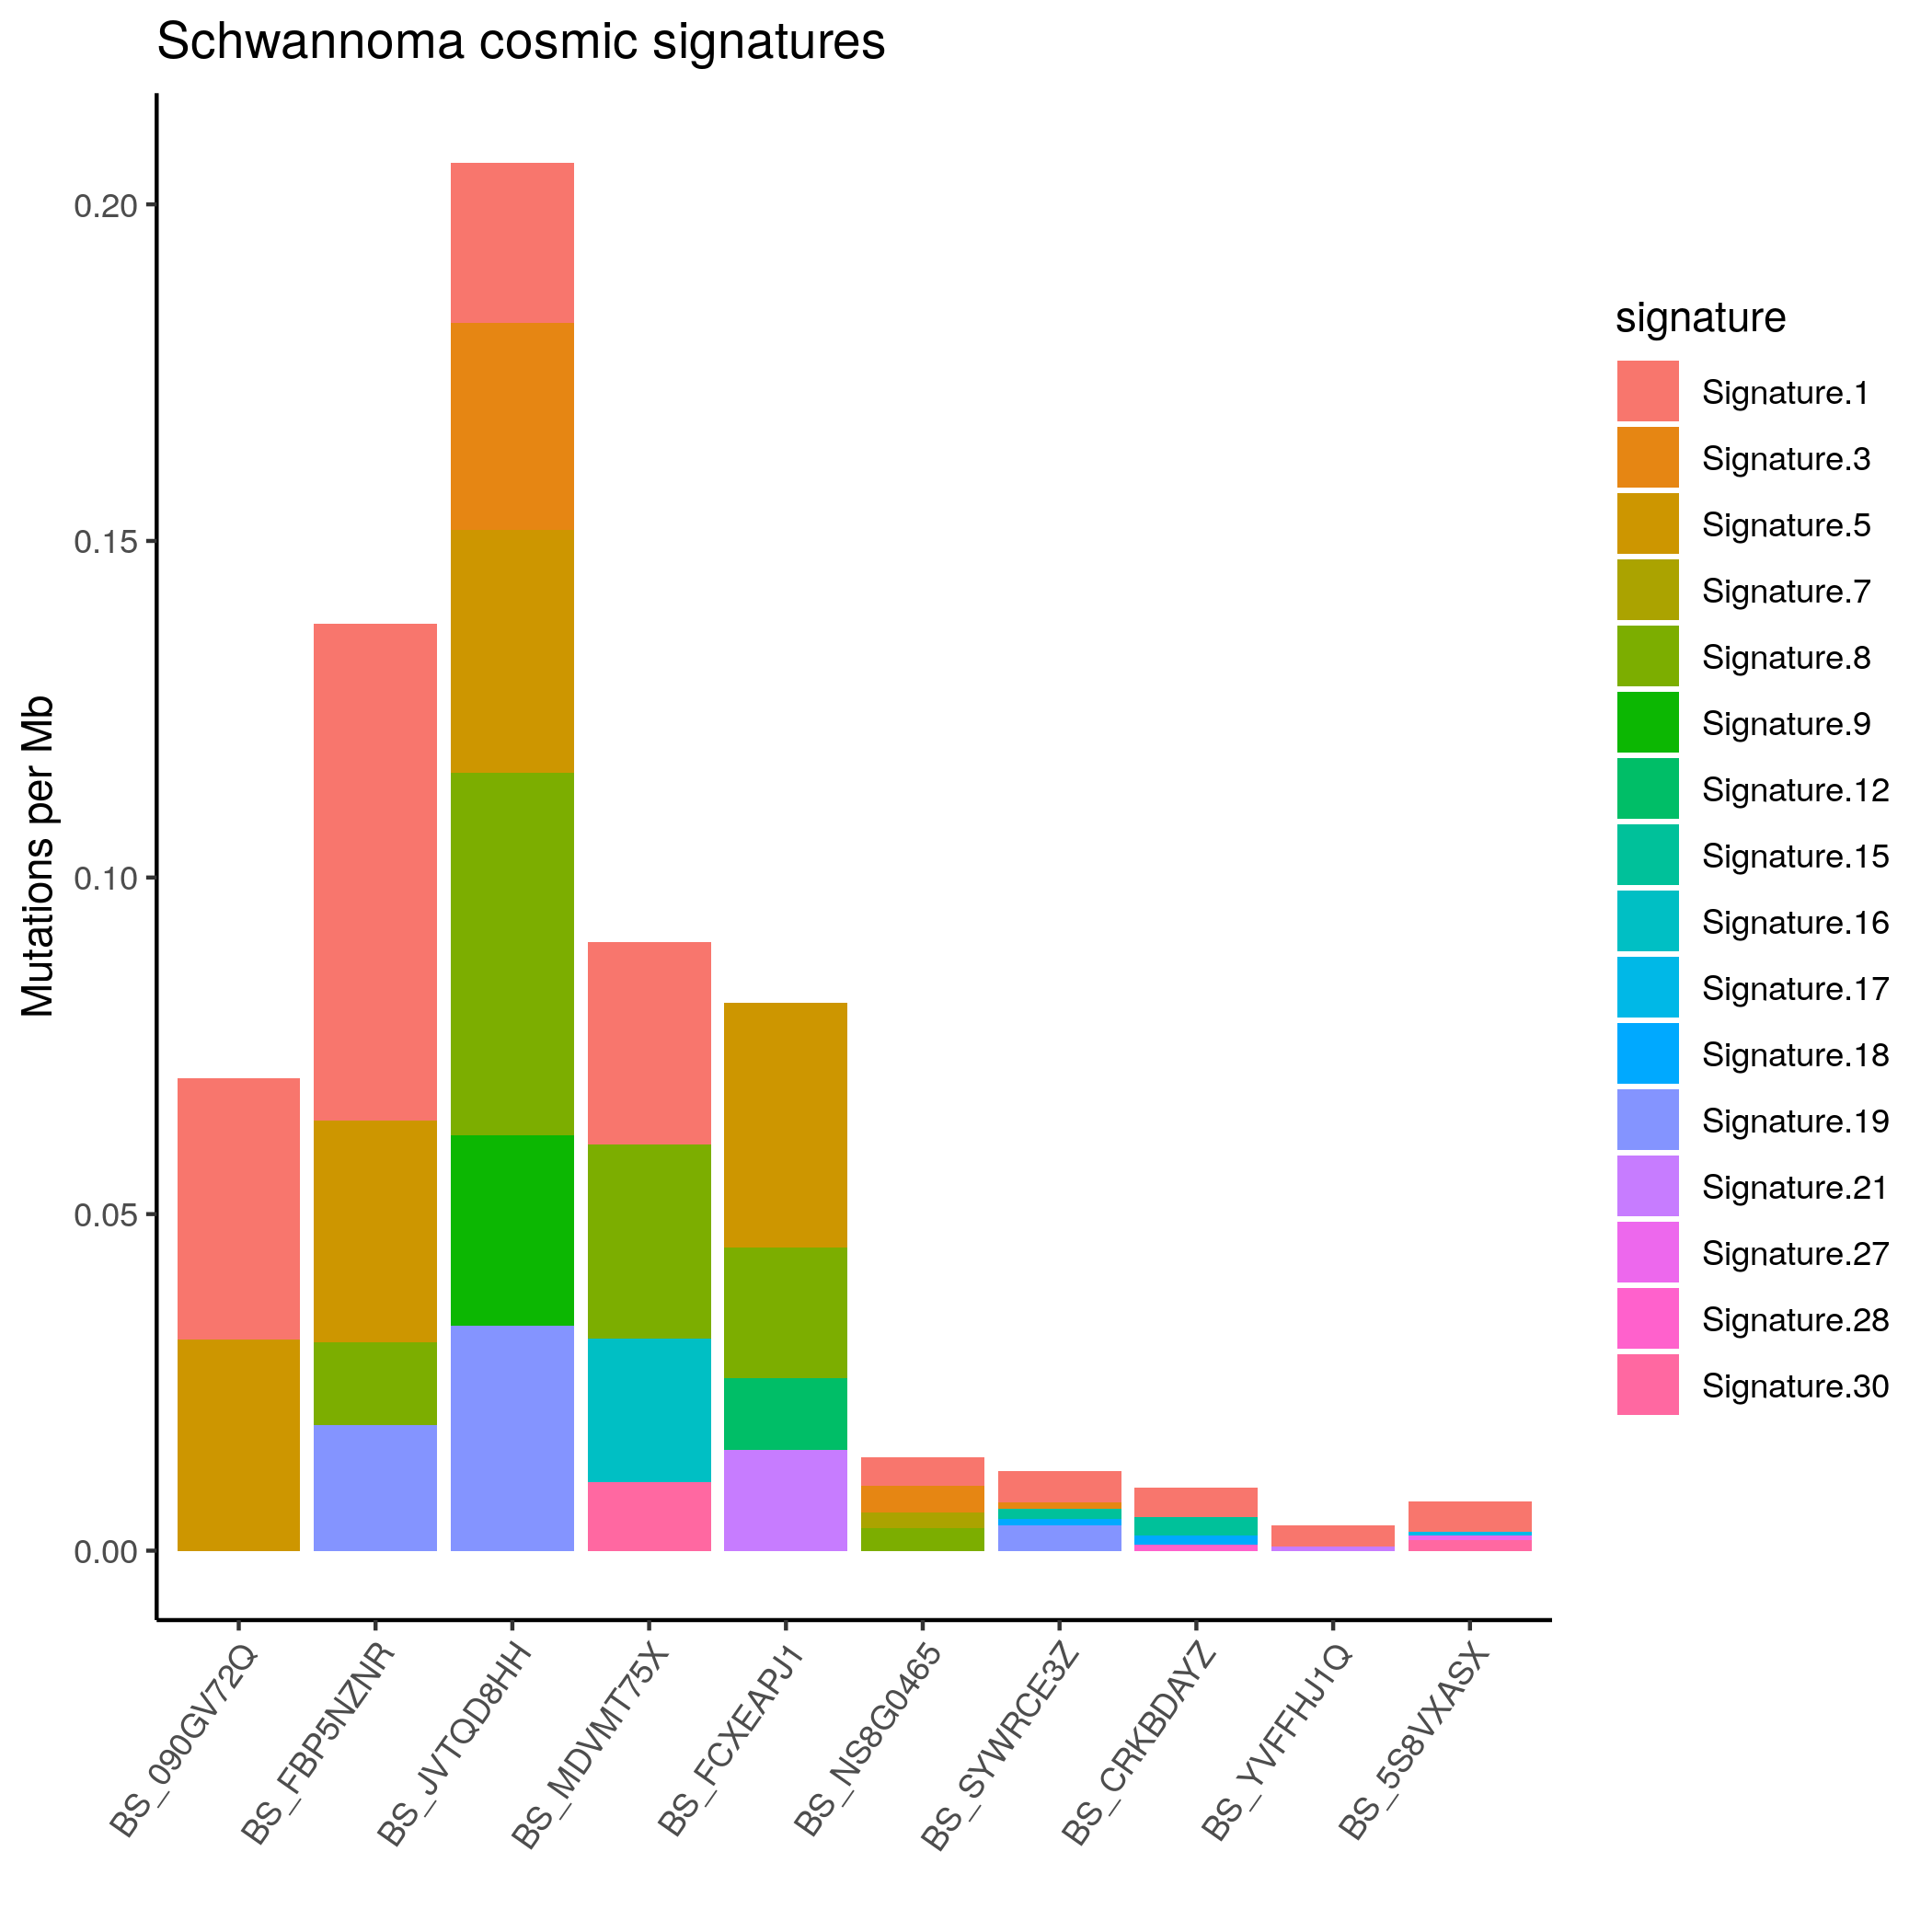 Schwannoma cosmic signatures
Mutations per Mb
0.20
0.15
0.10
0.05
0.00
BS_090GV72Q
BS_FBP5NZNR
BS_JVTQD8HH
BS_MDVMT75X
BS_FCXEAPJ1
BS_NS8G0465
BS_SYWRCE3Z
BS_CRKBDAYZ
BS_YVFFHJ1Q
BS_5S8VXASX
signature
Signature.1
Signature.3
Signature.5
Signature.7
Signature.8
Signature.9
Signature.12
Signature.15
Signature.16
Signature.17
Signature.18
Signature.19
Signature.21
Signature.27
Signature.28
Signature.30